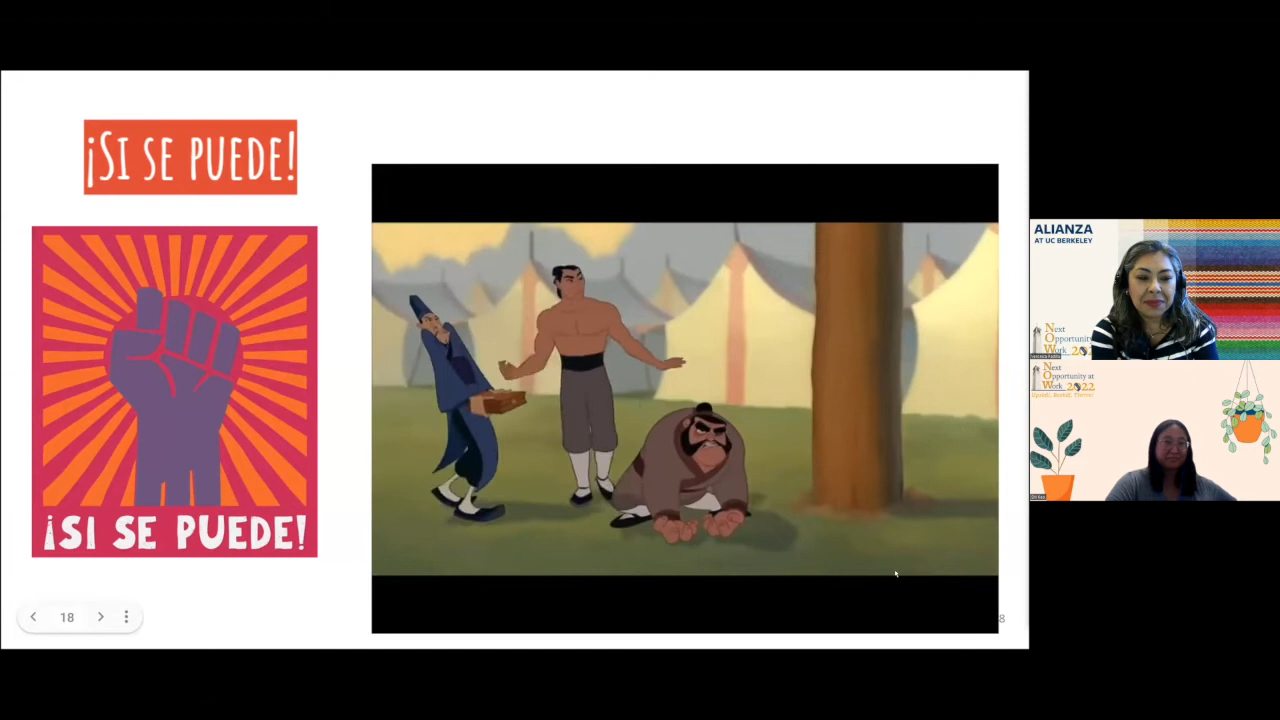 ¡SI SE PUEDE!
¡SI SE PUEDE!
18
8
ALIANZA
AT UC BERKELEY
Next
Opportunity
Work
Next
Opportunity at
Work 2022